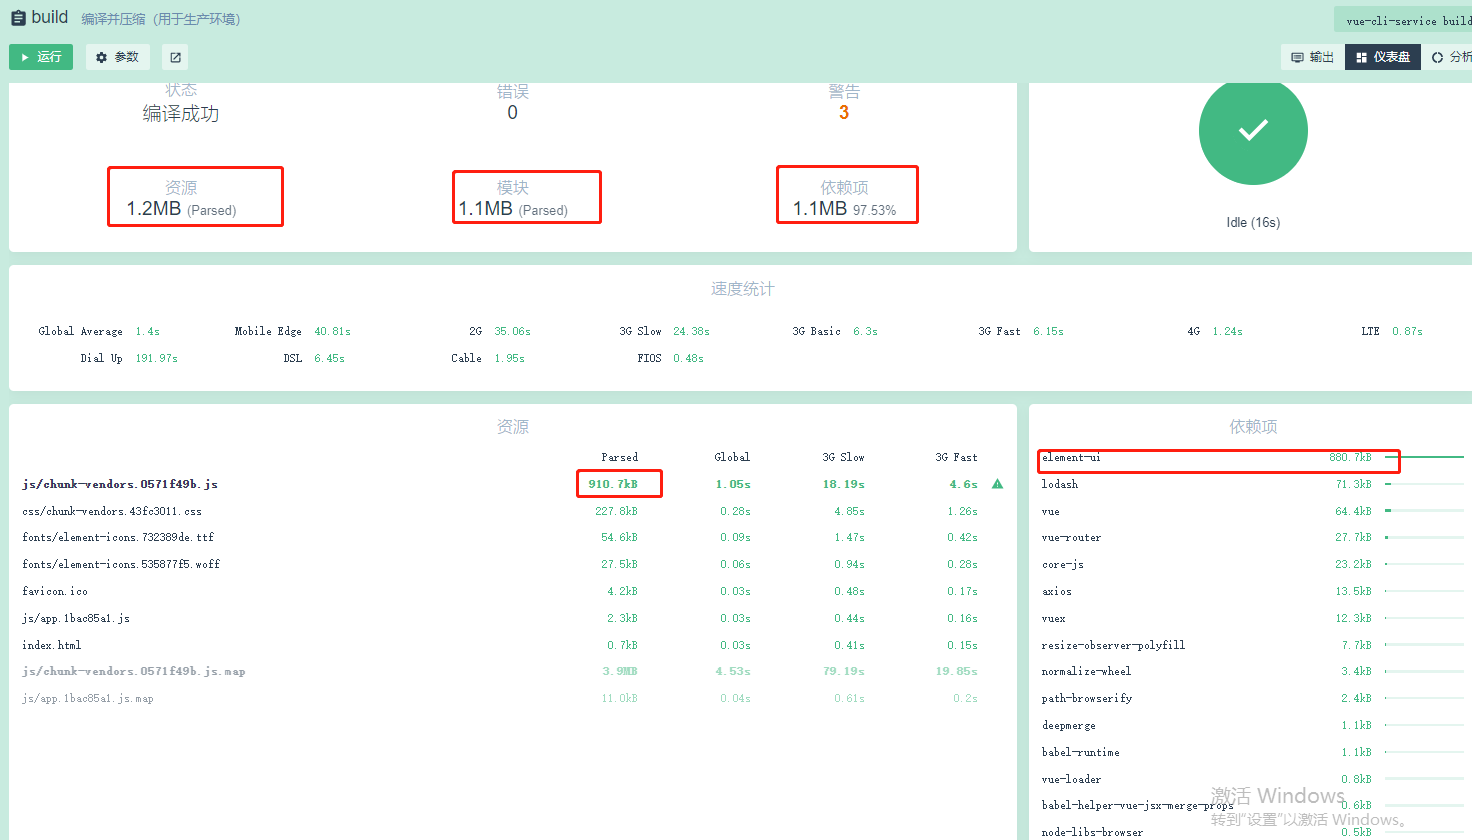 build 编译并压缩（用于生产环境）
vue-cli-service build
运行 参数
输出 仪表盘 分析
状态 错误 警告
编译成功 0 3
资源 模块 依赖项
1.2MB (Parsed) 1.1MB (Parsed) 1.1MB 97.53%
Idle (16s)
速度统计
Global Average 1.4s Mobile Edge 40.81s 2G 35.06s 3G Slow 24.38s 3G Basic 6.3s 3G Fast 6.15s 4G 1.24s LTE 0.87s
Dial Up 191.97s DSL 6.45s Cable 1.95s FIOS 0.48s
资源
Parsed Global 3G Slow 3G Fast
js/chunk-vendors.0571f49b.js 910.7kB 1.05s 18.19s 4.6s
css/chunk-vendors.43fc3011.css 227.8kB 0.28s 4.85s 1.26s
fonts/element-icons.732389de.ttf 54.6kB 0.09s 1.47s 0.42s
fonts/element-icons.535877f5.woff 27.5kB 0.06s 0.94s 0.28s
favicon.ico 4.2kB 0.03s 0.48s 0.17s
js/app.1bac85a1.js 2.3kB 0.03s 0.44s 0.16s
index.html 0.7kB 0.03s 0.41s 0.15s
js/chunk-vendors.0571f49b.js.map 3.9MB 4.53s 79.19s 19.85s
js/app.1bac85a1.js.map 11.0kB 0.04s 0.61s 0.2s
依赖项
element-ui 880.7kB
lodash 71.3kB
vue 64.4kB
vue-router 27.7kB
core-js 23.2kB
axios 13.5kB
vuex 12.3kB
resize-observer-polyfill 7.7kB
normalize-wheel 3.4kB
path-browserify 2.4kB
deepmerge 1.1kB
babel-runtime 1.1kB
vue-loader 0.8kB
babel-helper-vue-jsx-merge-props 0.6kB
node-libs-browser 0.5kB
激活 Windows
转到"设置"以激活 Windows。